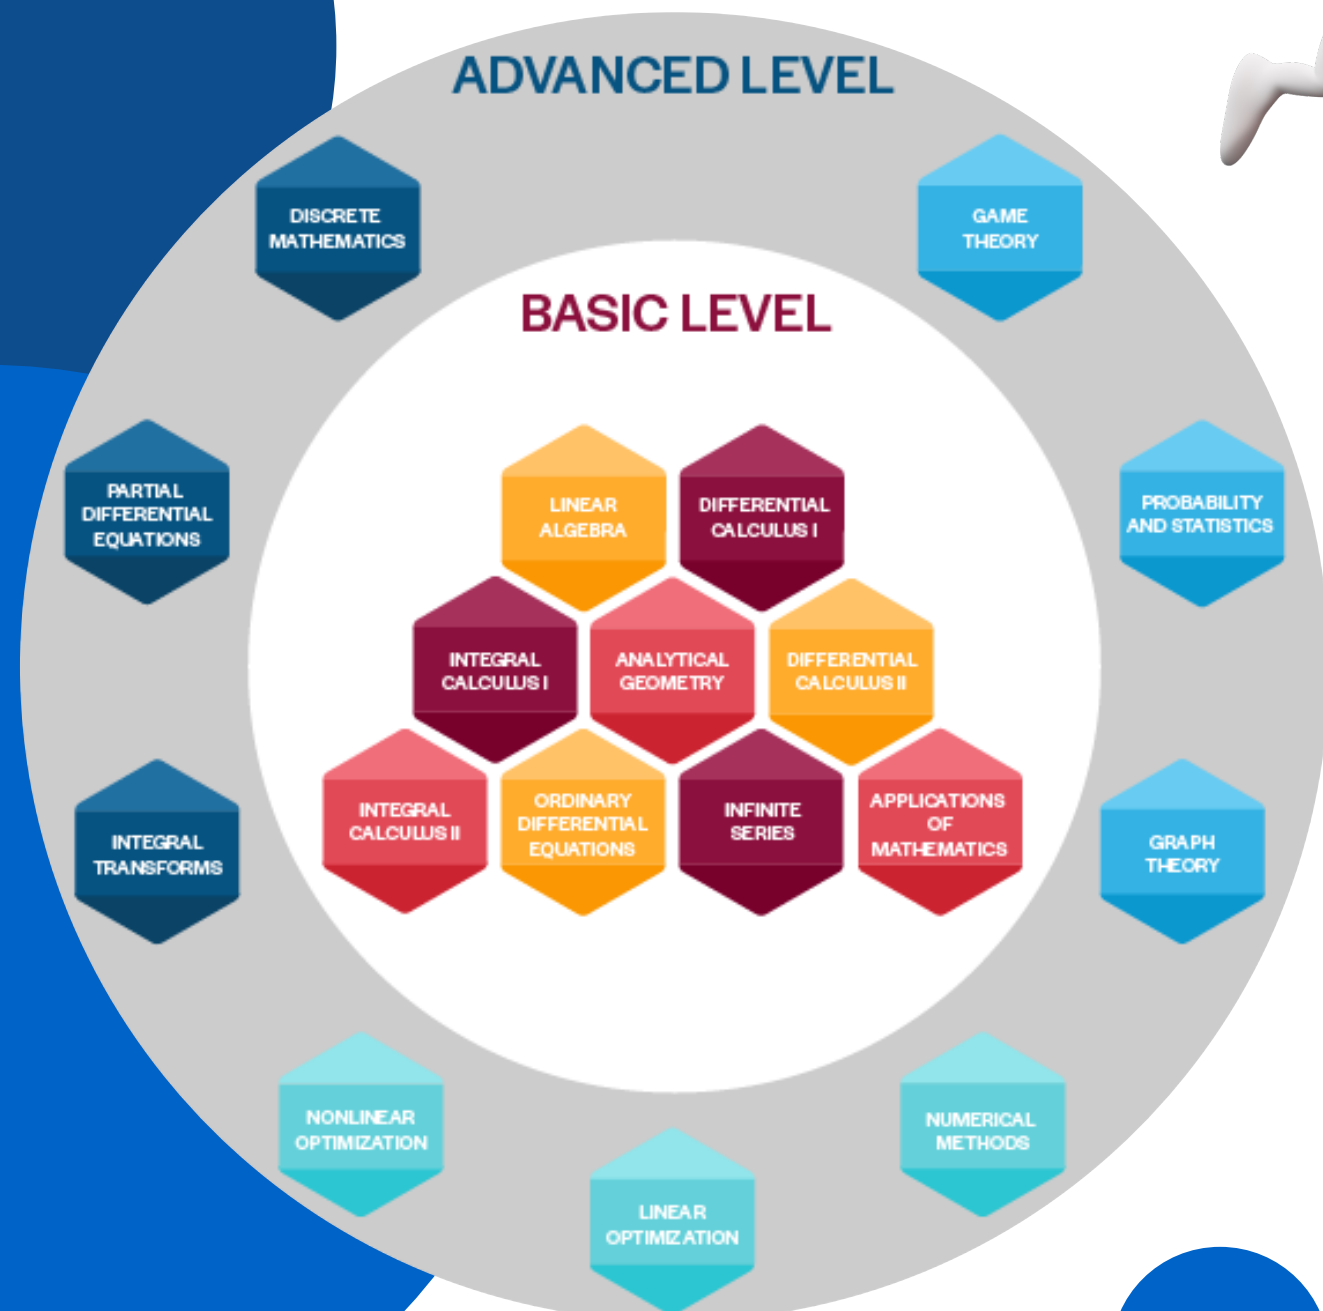 ADVANCED LEVEL
DISCRETE
MATHEMATICS
GAME
THEORY
BASIC LEVEL
PARTIAL
DIFFERENTIAL
EQUATIONS
LINEAR
ALGEBRA
DIFFERENTIAL
CALCULUS I
PROBABILITY
AND STATISTICS
INTEGRAL
CALCULUS I
ANALYTICAL
GEOMETRY
DIFFERENTIAL
CALCULUS II
INTEGRAL
TRANSFORMS
INTEGRAL
CALCULUS II
ORDINARY
DIFFERENTIAL
EQUATIONS
INFINITE
SERIES
APPLICATIONS
OF
MATHEMATICS
GRAPH
THEORY
NONLINEAR
OPTIMIZATION
LINEAR
OPTIMIZATION
NUMERICAL
METHODS